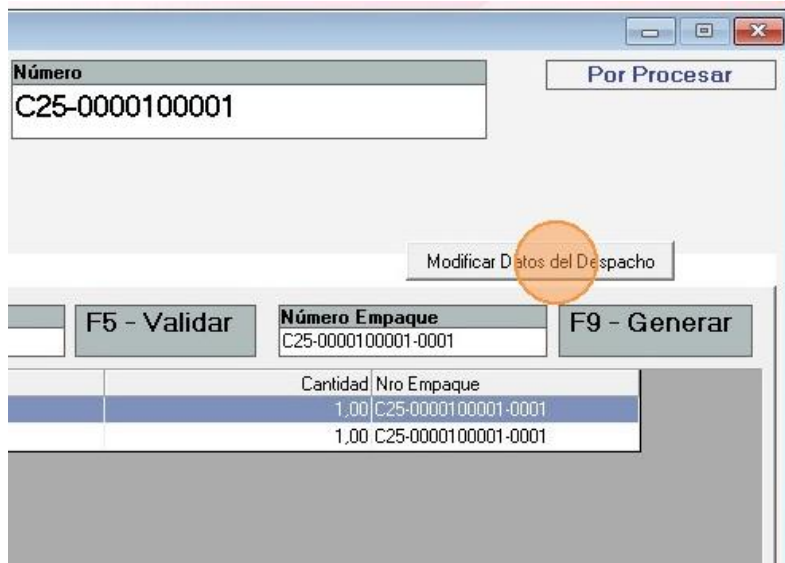 Número
Por Procesar
C25-0000100001
Modificar Datos del Despacho
F5 - Validar
Número Empaque
C25-0000100001-0001
F9 - Generar
Cantidad Nro Empaque
1,00 C25-0000100001-0001
1,00 C25-0000100001-0001